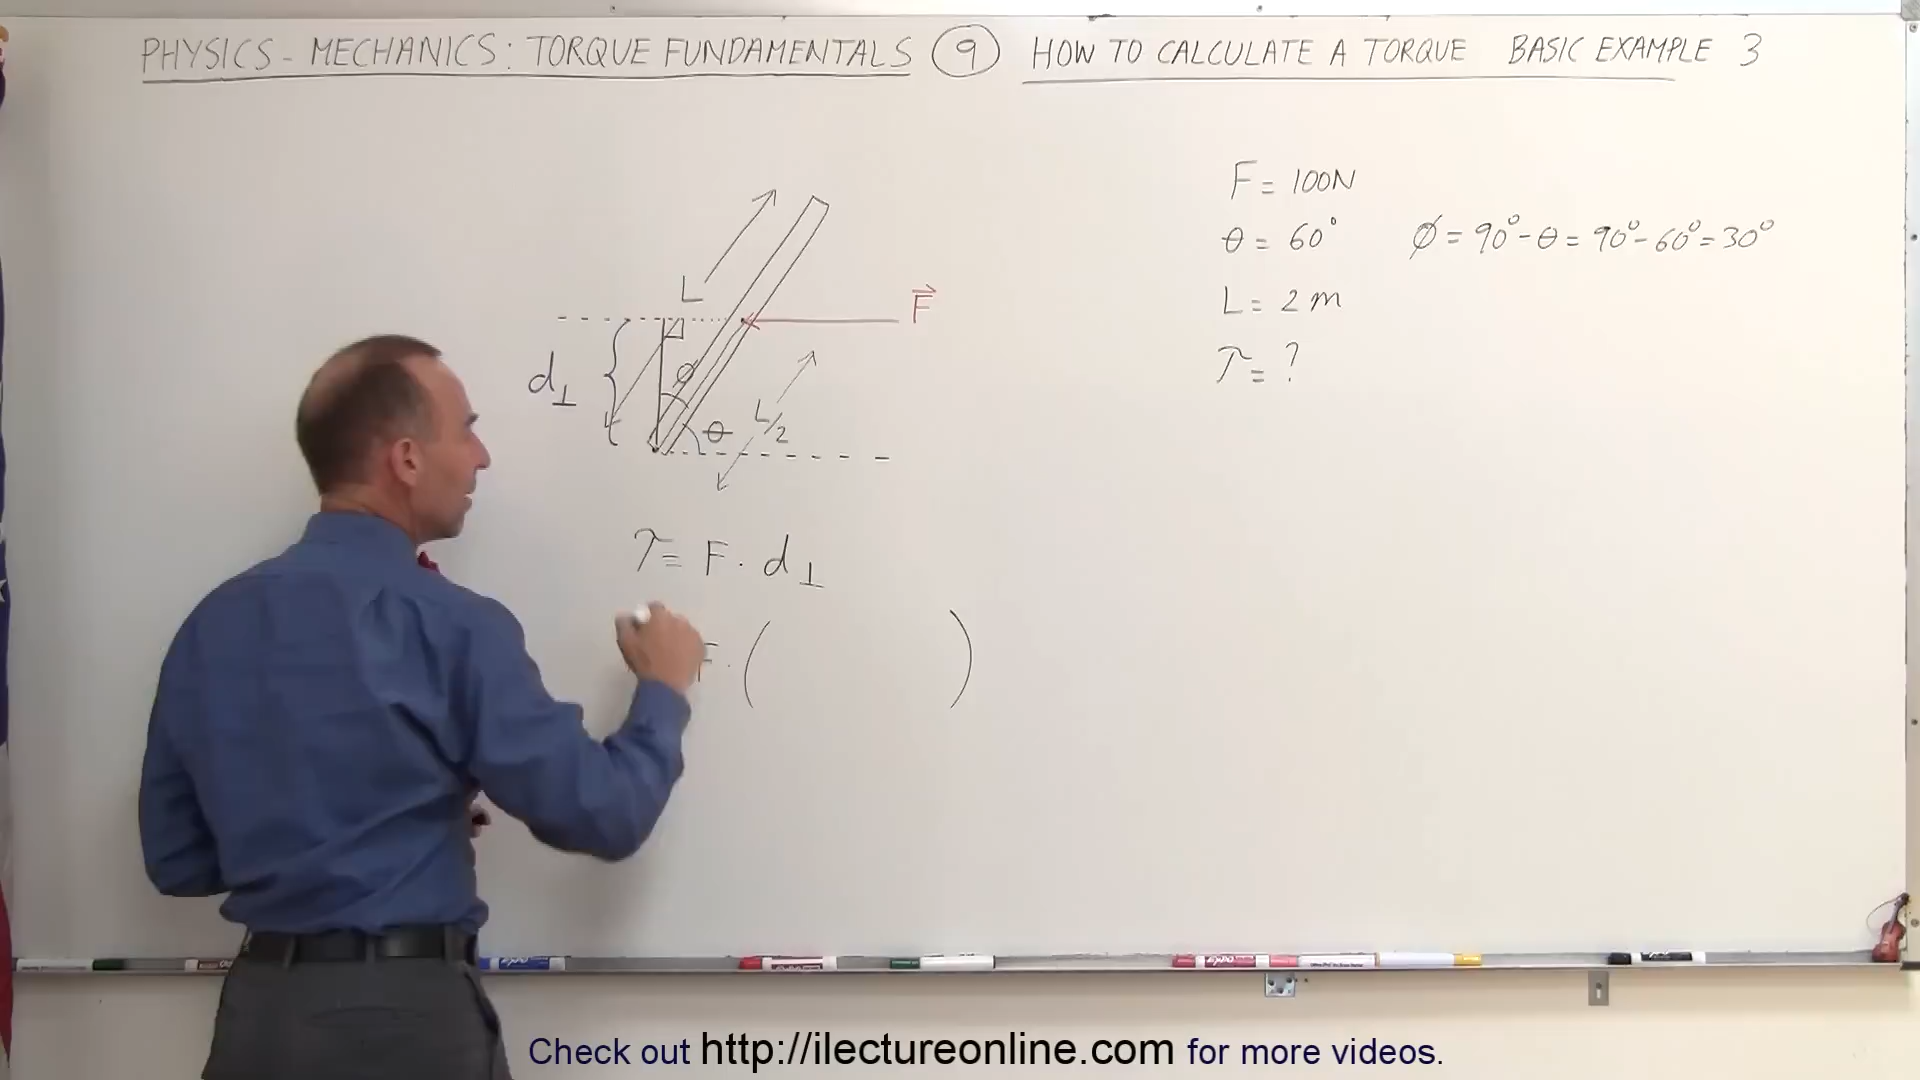 PHYSICS - MECHANICS: TORQUE FUNDAMENTALS 9 HOW TO CALCULATE A TORQUE BASIC EXAMPLE 3
F = 100N
θ = 60° ϕ = 90° - θ = 90° - 60° = 30°
L = 2 m
τ = ?
L
F⃗
d⊥
ϕ
θ
L/2
τ = F · d⊥
F · ( )
Check out http://ilectureonline.com for more videos.